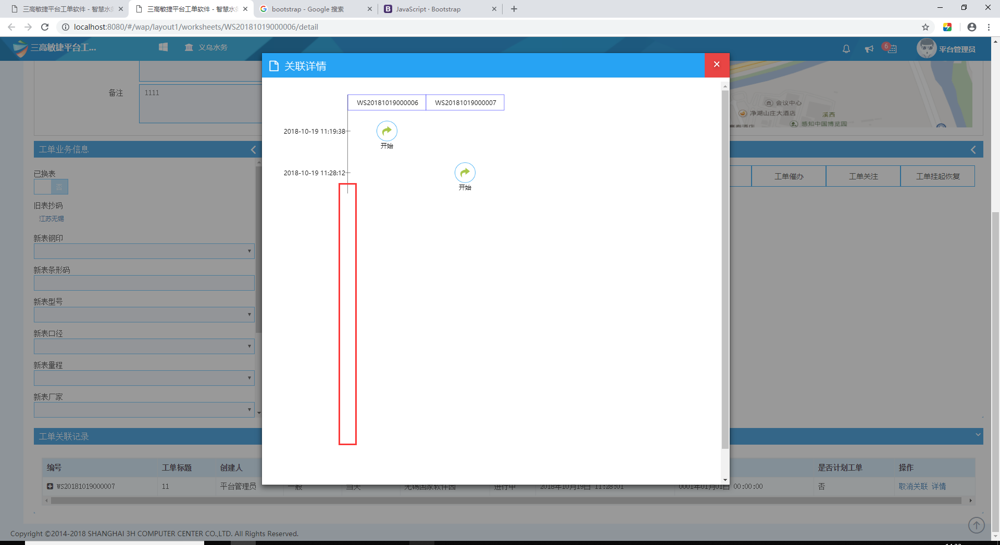 三高敏捷平台工单软件 - 智慧水务
三高敏捷平台工单软件 - 智慧水务
bootstrap - Google 搜索
JavaScript · Bootstrap
localhost:8080/#/wap/layout1/worksheets/WS20181019000006/detail
三高敏捷平台工...
义乌水务
6
平台管理员
关联详情
备注
1111
WS20181019000006
WS20181019000007
2018-10-19 11:19:38
开始
2018-10-19 11:28:12
开始
会议中心
净湖山庄大酒店
溪西
感知中国博览园
工单业务信息
已换表
否
旧表抄码
江苏无锡
新表钢印
新表条形码
新表型号
新表口径
新表量程
新表厂家
工单催办
工单关注
工单挂起恢复
工单关联记录
编号
工单标题
创建人
是否计划工单
操作
WS20181019000007
11
平台管理员
一般
当天
无锡国家软件园
进行中
2018年10月19日 11:28:01
0001年01月01日 00:00:00
否
取消关联 详情
Copyright ©2014-2018 SHANGHAI 3H COMPUTER CENTER CO.,LTD. All Rights Reserved.